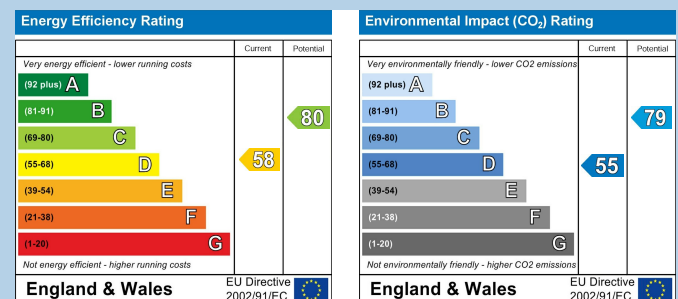 Energy Efficiency Rating
Current Potential
Very energy efficient - lower running costs
(92 plus) A
(81-91) B
(69-80) C
(55-68) D
(39-54) E
(21-38) F
(1-20) G
58
80
Not energy efficient - higher running costs
England & Wales
EU Directive
2002/91/EC
Environmental Impact (CO₂) Rating
Current Potential
Very environmentally friendly - lower CO2 emissions
(92 plus) A
(81-91) B
(69-80) C
(55-68) D
(39-54) E
(21-38) F
(1-20) G
55
79
Not environmentally friendly - higher CO2 emissions
England & Wales
EU Directive
2002/91/EC